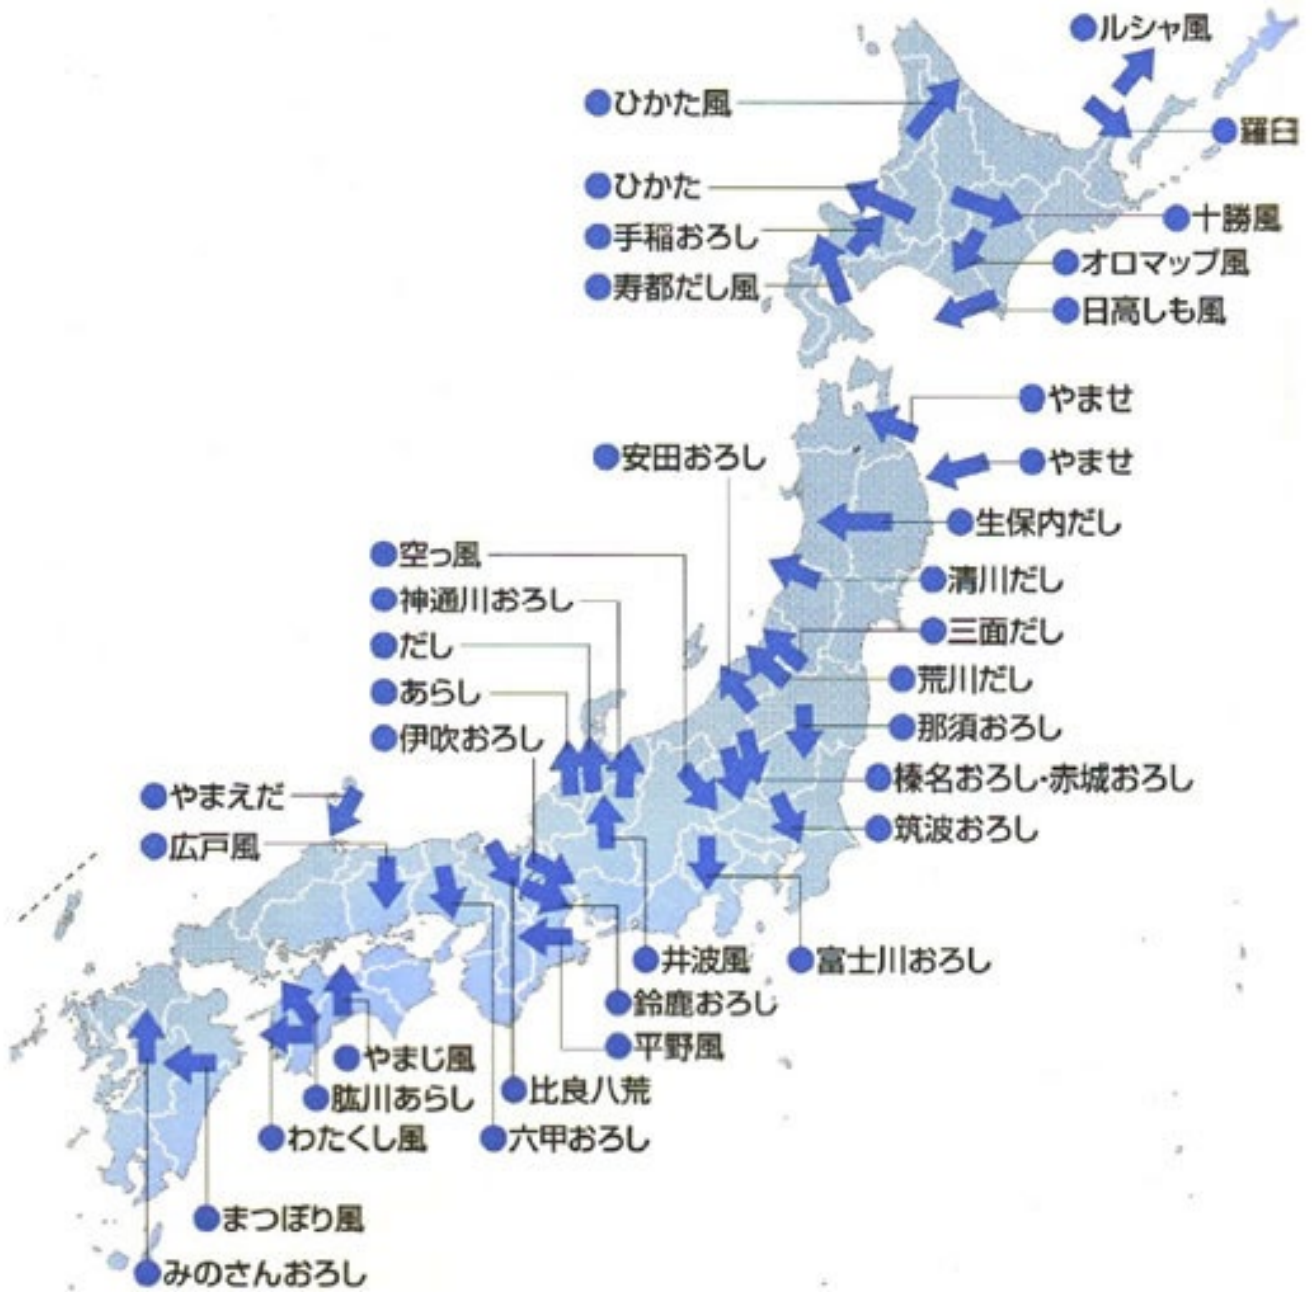 ●ルシャ風
●ひかた風
●羅臼
●ひかた
●十勝風
●手稲おろし
●オロマップ風
●寿都だし風
●日高しも風
●やませ
●安田おろし
●やませ
●生保内だし
●空っ風
●清川だし
●神通川おろし
●三面だし
●だし
●荒川だし
●あらし
●那須おろし
●伊吹おろし
●榛名おろし・赤城おろし
●やまえだ
●筑波おろし
●広戸風
●井波風
●富士川おろし
●鈴鹿おろし
●平野風
●やまじ風
●比良八荒
●肱川あらし
●わたくし風
●六甲おろし
●まつぼり風
●みのさんおろし